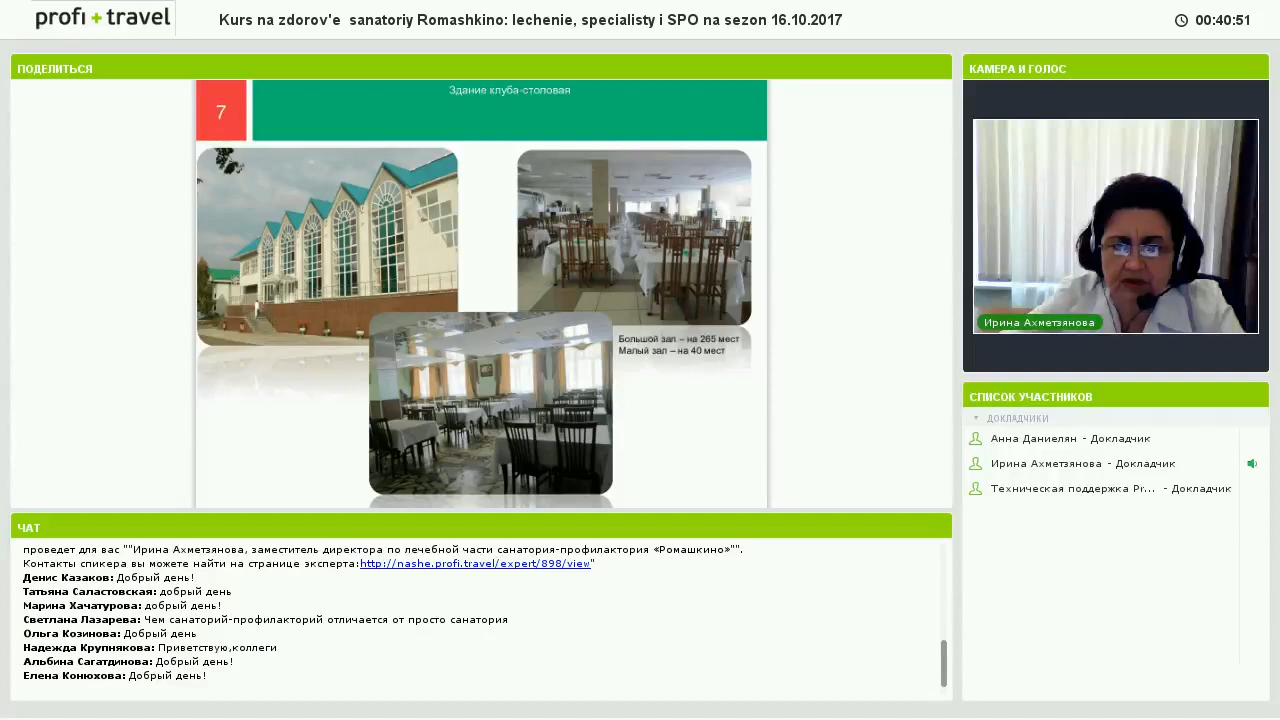 profi + travel
Kurs na zdorov'e sanatoriy Romashkino: lechenie, specialisty i SPO na sezon 16.10.2017
00:40:51
ПОДЕЛИТЬСЯ
7
Здание клуба-столовая
Большой зал – на 265 мест
Малый зал – на 40 мест
КАМЕРА И ГОЛОС
Ирина Ахметзянова
СПИСОК УЧАСТНИКОВ
ДОКЛАДЧИКИ
Анна Даниелян - Докладчик
Ирина Ахметзянова - Докладчик
Техническая поддержка Pr... - Докладчик
ЧАТ
проведет для вас ""Ирина Ахметзянова, заместитель директора по лечебной части санатория-профилактория «Ромашкино»"".
Контакты спикера вы можете найти на странице эксперта:http://nashe.profi.travel/expert/898/view"
Денис Казаков: Добрый день!
Татьяна Саластовская: добрый день
Марина Хачатурова: добрый день!
Светлана Лазарева: Чем санаторий-профилакторий отличается от просто санатория
Ольга Козинова: Добрый день
Надежда Крупнякова: Приветствую,коллеги
Альбина Сагатдинова: Добрый день!
Елена Конюхова: Добрый день!